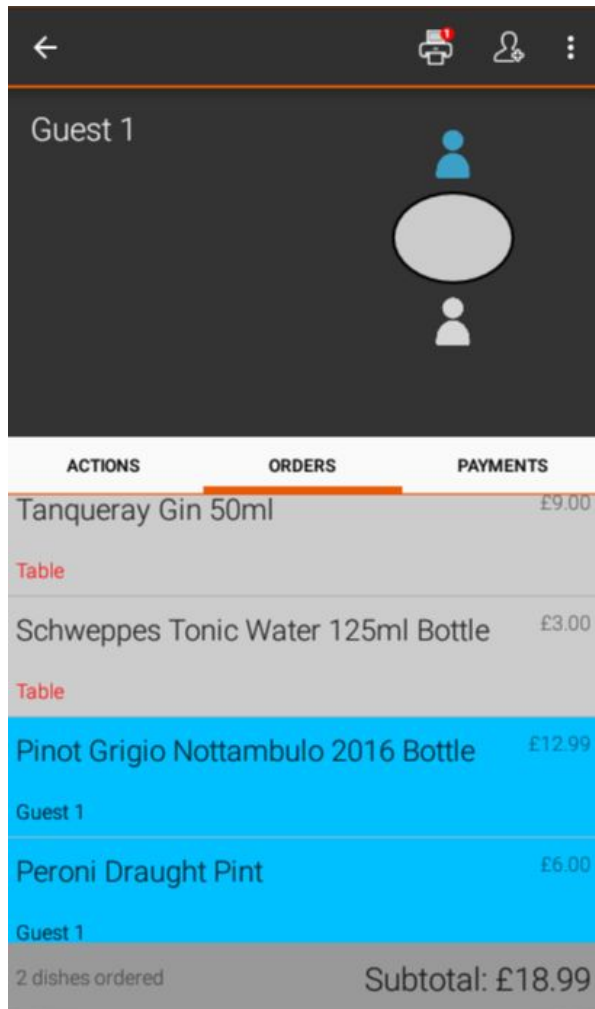 1
Guest 1
ACTIONS ORDERS PAYMENTS
Tanqueray Gin 50ml £9.00
Table
Schweppes Tonic Water 125ml Bottle £3.00
Table
Pinot Grigio Nottambulo 2016 Bottle £12.99
Guest 1
Peroni Draught Pint £6.00
Guest 1
2 dishes ordered Subtotal: £18.99